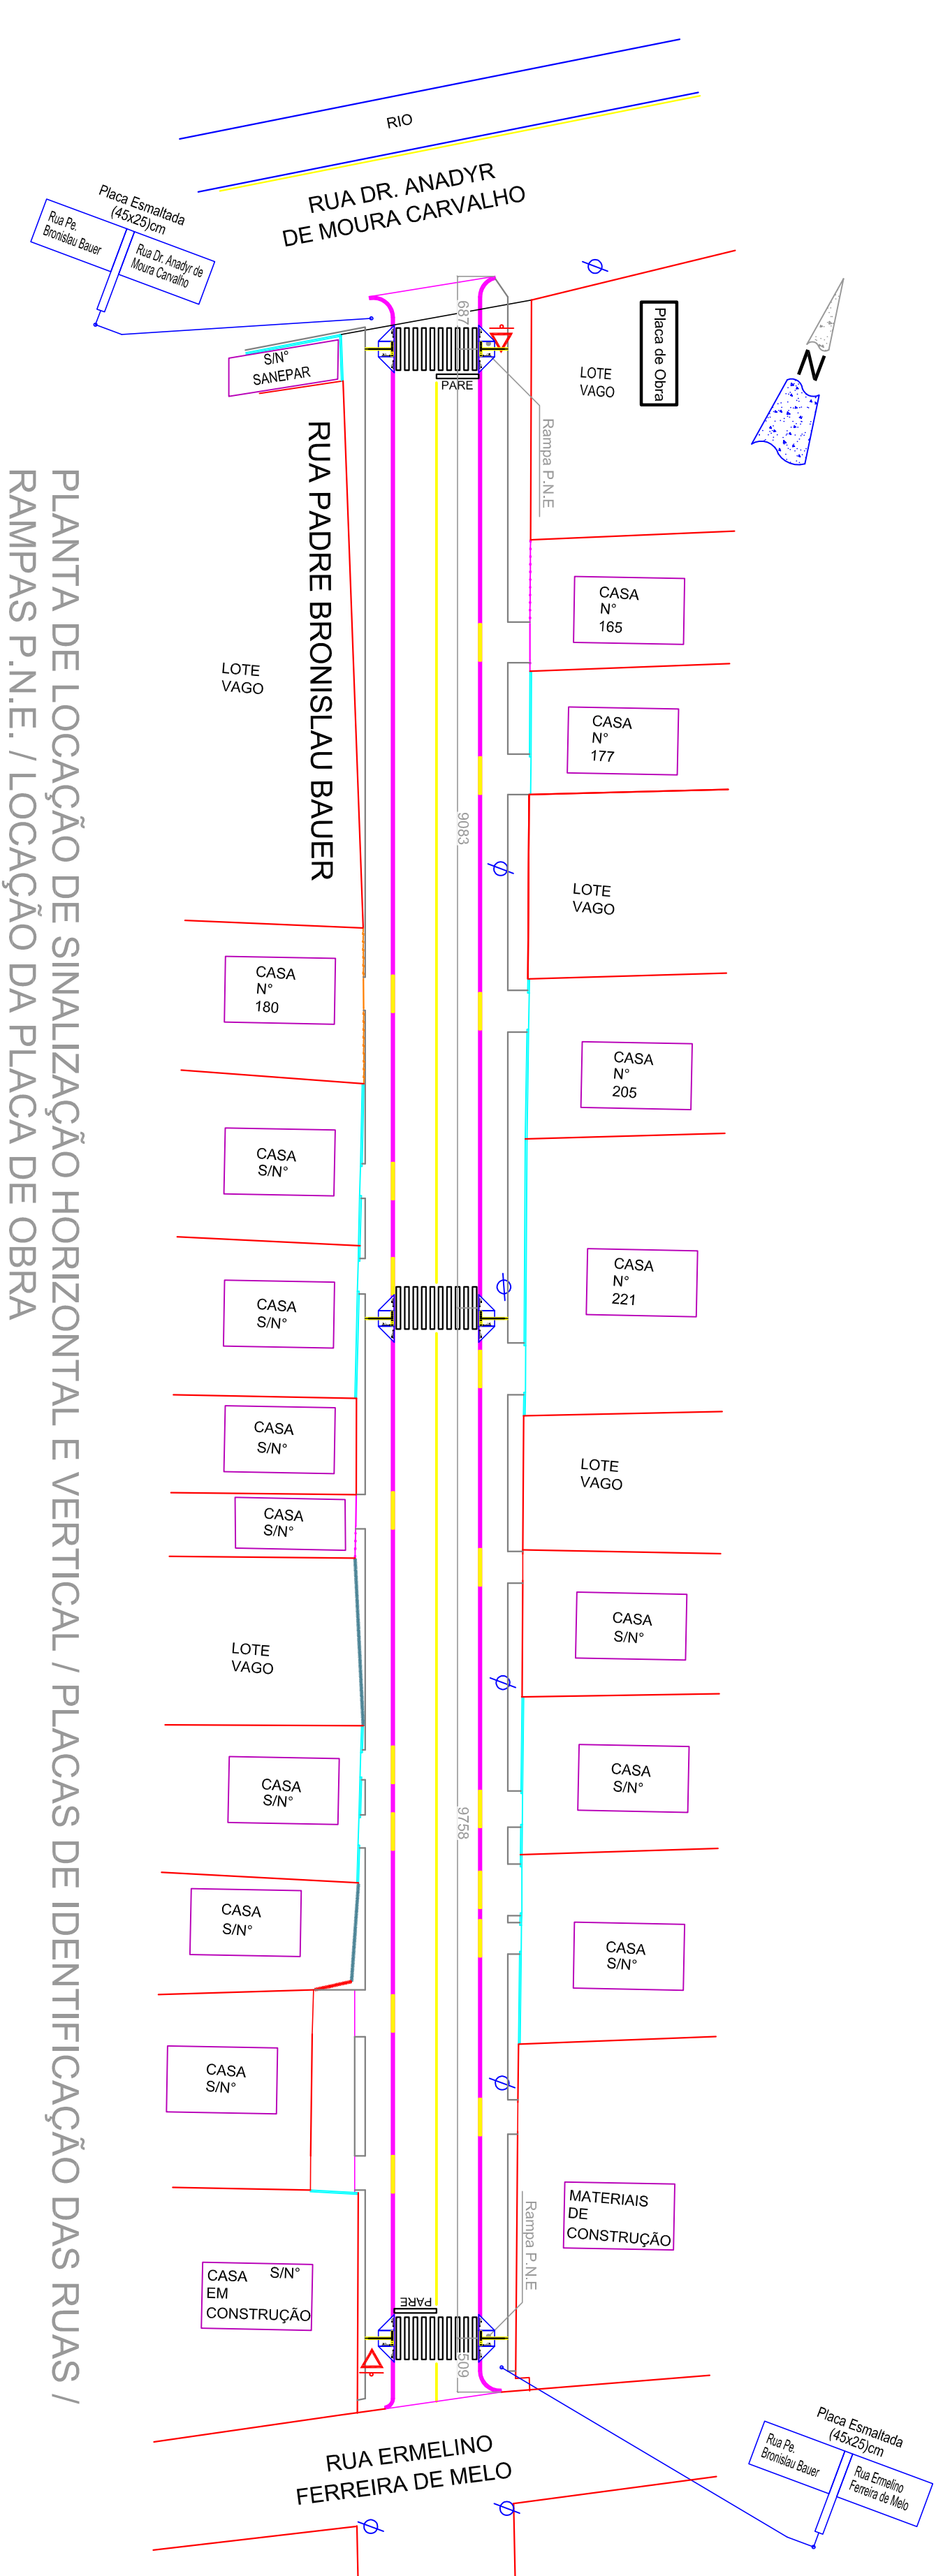 RIO
RUA DR. ANADYR
DE MOURA CARVALHO
Placa Esmaltada
(45x25)cm
Rua Pe.
Bronislau Bauer
Rua Dr. Anadyr de
Moura Carvalho
687
S/N°
SANEPAR
PARE
LOTE
VAGO
Placa de Obra
N
Rampa P.N.E
RUA PADRE BRONISLAU BAUER
CASA
N°
165
LOTE
VAGO
CASA
N°
177
9083
LOTE
VAGO
CASA
N°
180
CASA
N°
205
CASA
S/N°
CASA
N°
221
CASA
S/N°
CASA
S/N°
LOTE
VAGO
CASA
S/N°
CASA
S/N°
LOTE
VAGO
CASA
S/N°
CASA
S/N°
9758
CASA
S/N°
CASA
S/N°
CASA
S/N°
MATERIAIS
DE
CONSTRUÇÃO
Rampa P.N.E
CASA S/N°
EM
CONSTRUÇÃO
PARE
509
RUA ERMELINO
FERREIRA DE MELO
Placa Esmaltada
(45x25)cm
Rua Pe.
Bronislau Bauer
Rua Ermelino
Ferreira de Melo
PLANTA DE LOCAÇÃO DE SINALIZAÇÃO HORIZONTAL E VERTICAL / PLACAS DE IDENTIFICAÇÃO DAS RUAS /
RAMPAS P.N.E. / LOCAÇÃO DA PLACA DE OBRA